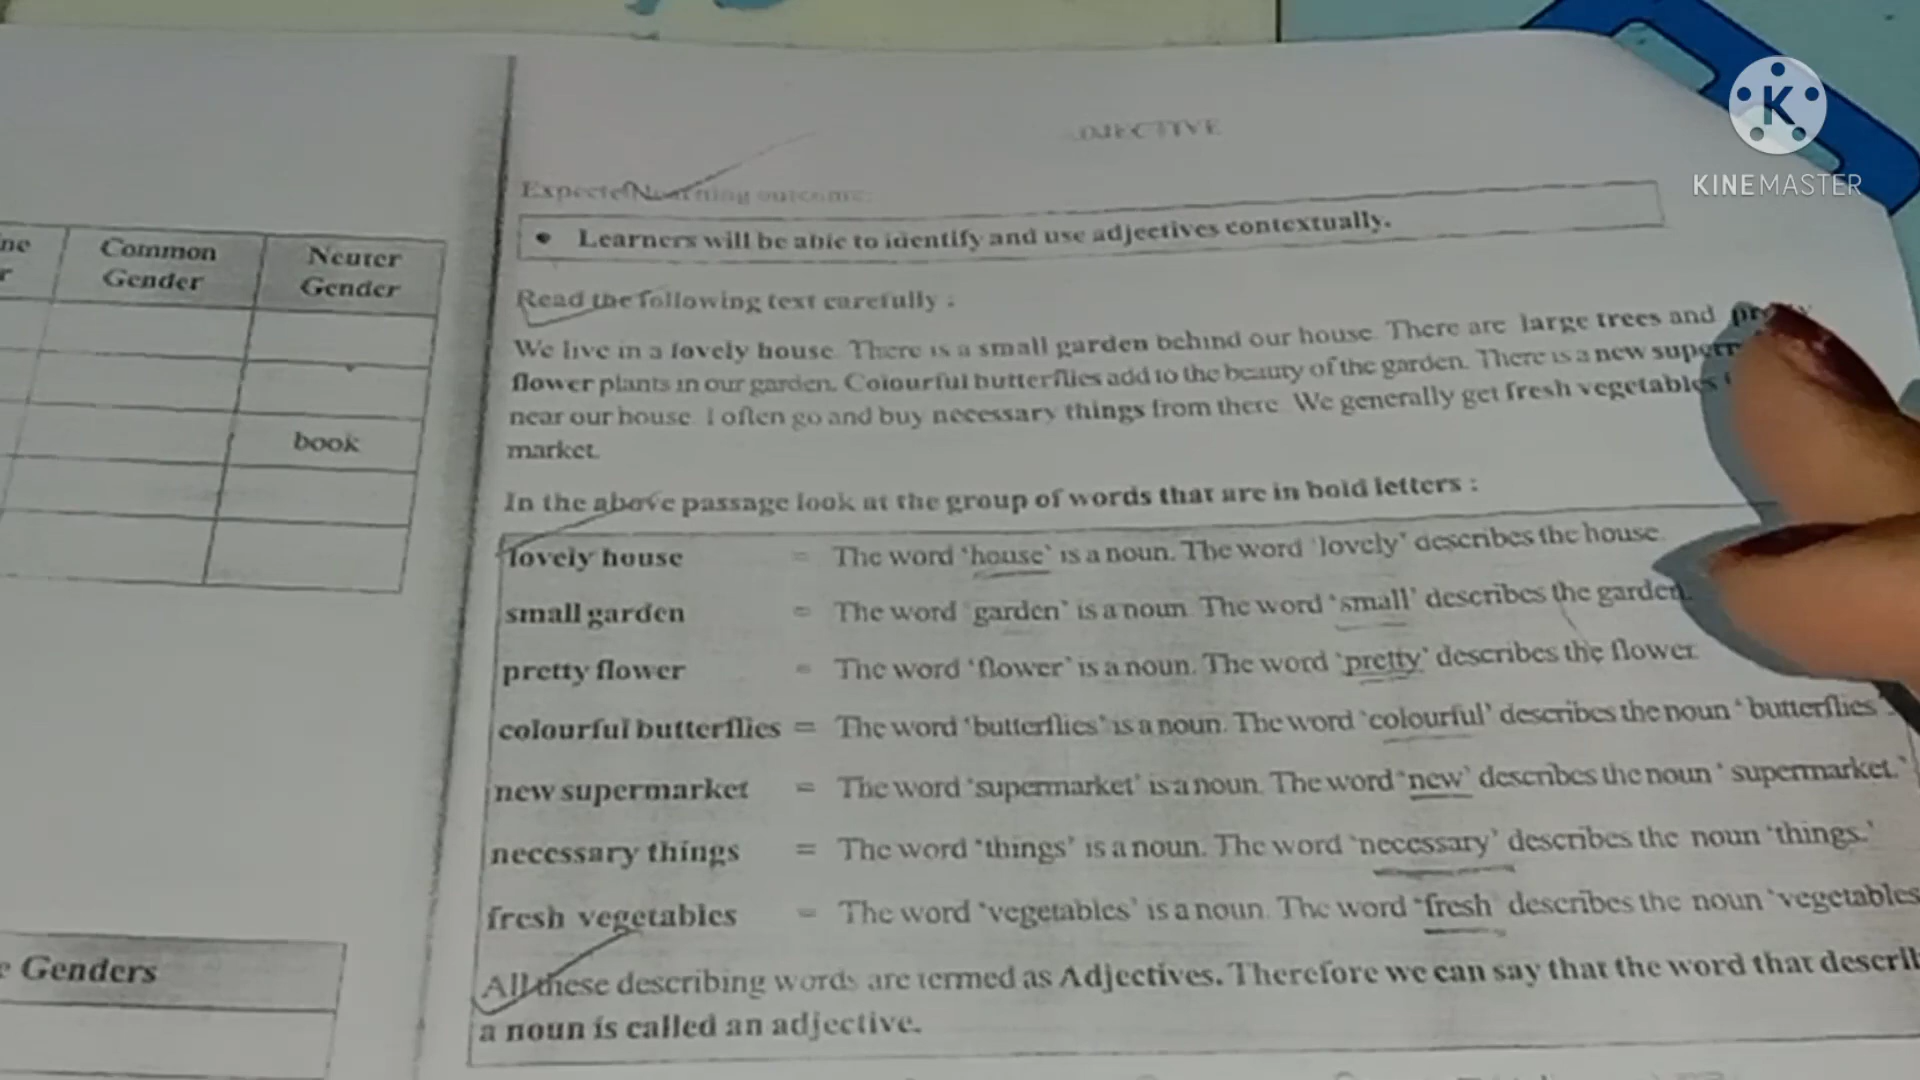 KINEMASTER
Common Gender
Neuter Gender
book
Genders
learning outcome:
• Learners will be able to identify and use adjectives contextually.
Read the following text carefully :
We live in a lovely house. There is a small garden behind our house. There are large trees and
flower plants in our garden. Colourful butterflies add to the beauty of the garden. There is a new
near our house. I often go and buy necessary things from there. We generally get fresh vegetables
market.
In the above passage look at the group of words that are in bold letters :
lovely house = The word 'house' is a noun. The word 'lovely' describes the house.
small garden = The word 'garden' is a noun. The word 'small' describes the garden.
pretty flower = The word 'flower' is a noun. The word 'pretty' describes the flower.
colourful butterflies = The word 'butterflies' is a noun. The word 'colourful' describes the noun 'butterflies'.
new supermarket = The word 'supermarket' is a noun. The word 'new' describes the noun 'supermarket.'
necessary things = The word 'things' is a noun. The word 'necessary' describes the noun 'things.'
fresh vegetables = The word 'vegetables' is a noun. The word 'fresh' describes the noun 'vegetables
All these describing words are termed as Adjectives. Therefore we can say that the word that
a noun is called an adjective.